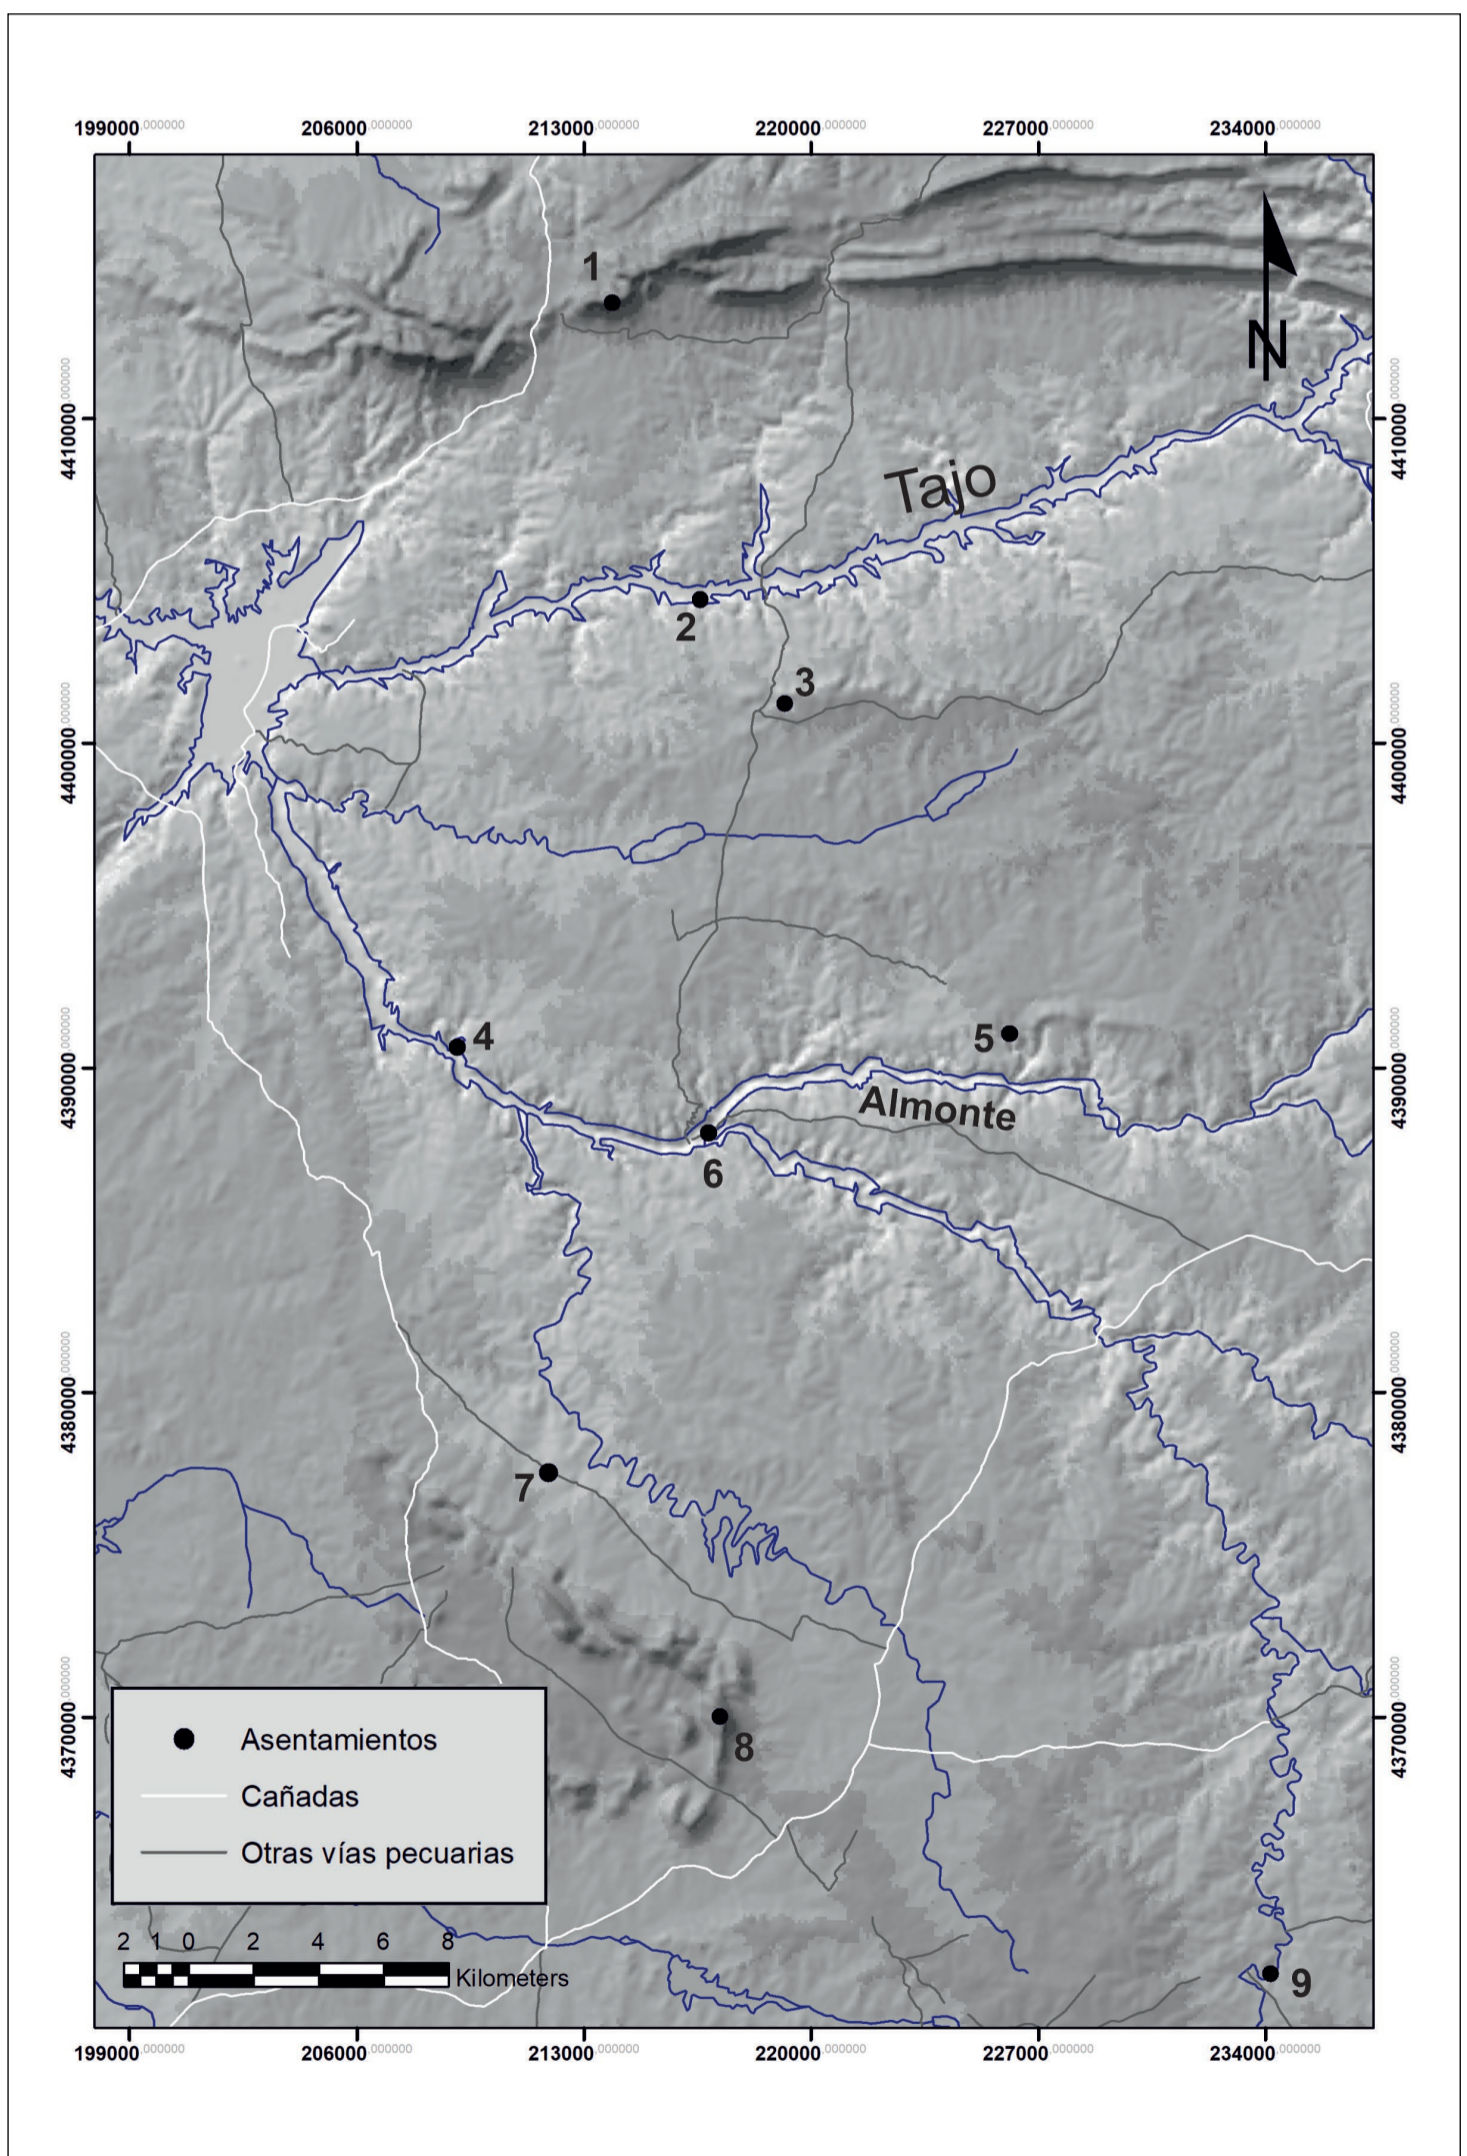 199000.000000 206000.000000 213000.000000 220000.000000 227000.000000 234000.000000
1
N
4410000.000000 4410000.000000
Tajo
2
3
4400000.000000 4400000.000000
4
5
4390000.000000 4390000.000000
Almonte
6
4380000.000000 4380000.000000
7
4370000.000000 4370000.000000
8
Asentamientos
Cañadas
Otras vías pecuarias
2 1 0 2 4 6 8
Kilometers
9
199000.000000 206000.000000 213000.000000 220000.000000 227000.000000 234000.000000